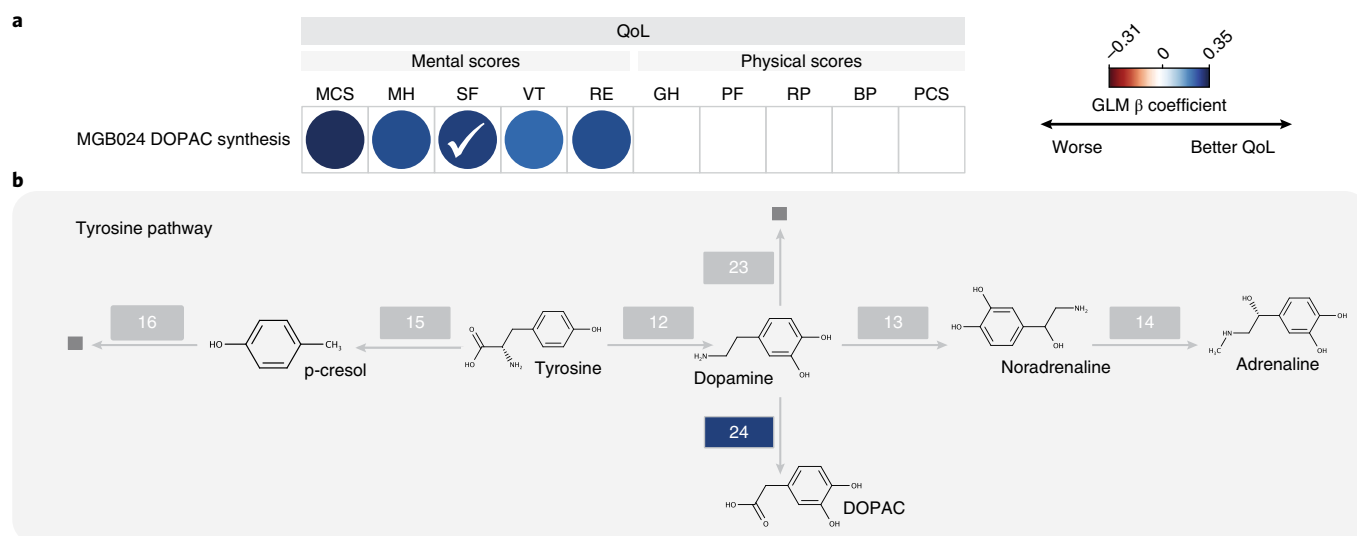 a
QoL
Mental scores
Physical scores
MCS MH SF VT RE GH PF RP BP PCS
MGB024 DOPAC synthesis
–0.31 0 0.35
GLM β coefficient
Worse Better QoL
b
Tyrosine pathway
16
15
12
23
13
14
24
HO
CH₃
p-cresol
O
HO
NH₂
OH
Tyrosine
H₂N
OH
OH
Dopamine
HO
HO
NH₂
OH
Noradrenaline
HO
HN
H₃C
OH
OH
Adrenaline
HO
O
OH
OH
DOPAC